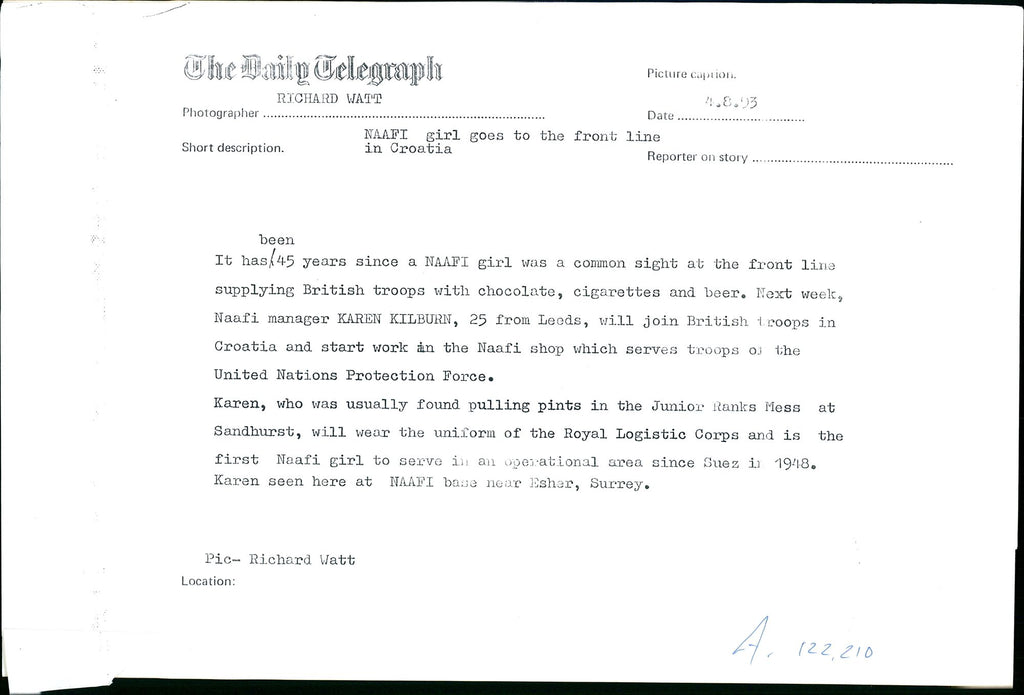 The Daily Telegraph
Picture caption.
RICHARD WATT
4.8.93
Photographer
Date
NAAFI girl goes to the front line
Short description.
in Croatia
Reporter on story
been
It has/45 years since a NAAFI girl was a common sight at the front line
supplying British troops with chocolate, cigarettes and beer. Next week,
Naafi manager KAREN KILBURN, 25 from Leeds, will join British troops in
Croatia and start work in the Naafi shop which serves troops of the
United Nations Protection Force.
Karen, who was usually found pulling pints in the Junior Ranks Mess at
Sandhurst, will wear the uniform of the Royal Logistic Corps and is the
first Naafi girl to serve in an operational area since Suez in 1948.
Karen seen here at NAAFI base near Esher, Surrey.
Pic- Richard Watt
Location:
A. 122,210